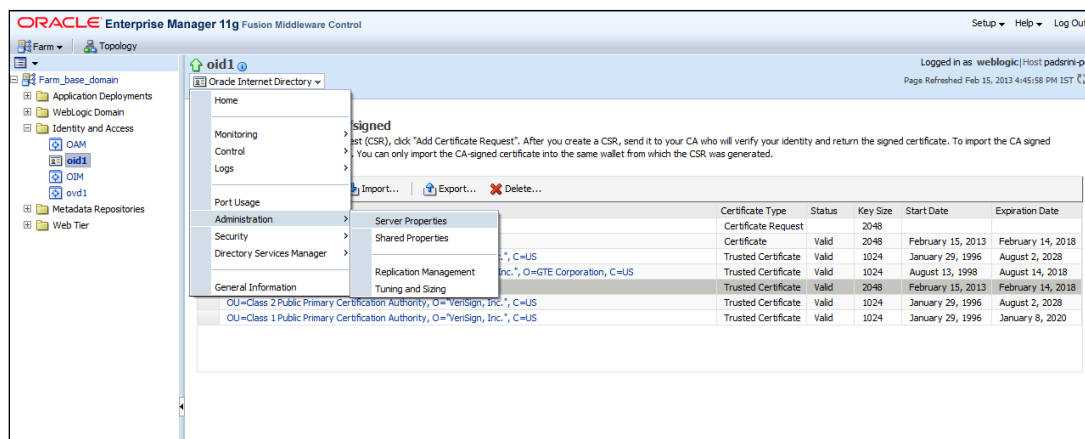 ORACLE Enterprise Manager 11g Fusion Middleware Control
Setup Help Log Out
Farm Topology
Farm_base_domain
Application Deployments
WebLogic Domain
Identity and Access
OAM
oid1
OIM
ovd1
Metadata Repositories
Web Tier
oid1
Logged in as weblogic|Host padsrini-p
Oracle Internet Directory
Page Refreshed Feb 15, 2013 4:45:58 PM IST
Home
Monitoring
Control
Logs
Port Usage
Administration
Security
Directory Services Manager
General Information
Server Properties
Shared Properties
Replication Management
Tuning and Sizing
signed
est (CSR), click "Add Certificate Request". After you create a CSR, send it to your CA who will verify your identity and return the signed certificate. To import the CA signed
. You can only import the CA-signed certificate into the same wallet from which the CSR was generated.
Import... Export... Delete...
Certificate Type Status Key Size Start Date Expiration Date
Certificate Request 2048
Certificate Valid 2048 February 15, 2013 February 14, 2018
c.", C=US Trusted Certificate Valid 1024 January 29, 1996 August 2, 2028
Inc.", O=GTE Corporation, C=US Trusted Certificate Valid 1024 August 13, 1998 August 14, 2018
Trusted Certificate Valid 2048 February 15, 2013 February 14, 2018
OU=Class 2 Public Primary Certification Authority, O="VeriSign, Inc.", C=US Trusted Certificate Valid 1024 January 29, 1996 August 2, 2028
OU=Class 1 Public Primary Certification Authority, O="VeriSign, Inc.", C=US Trusted Certificate Valid 1024 January 29, 1996 January 8, 2020